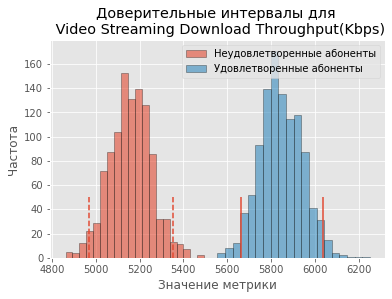 Доверительные интервалы для
Video Streaming Download Throughput(Kbps)
Неудовлетворенные абоненты
Удовлетворенные абоненты
Частота
160
140
120
100
80
60
40
20
0
4800
5000
5200
5400
5600
5800
6000
6200
Значение метрики